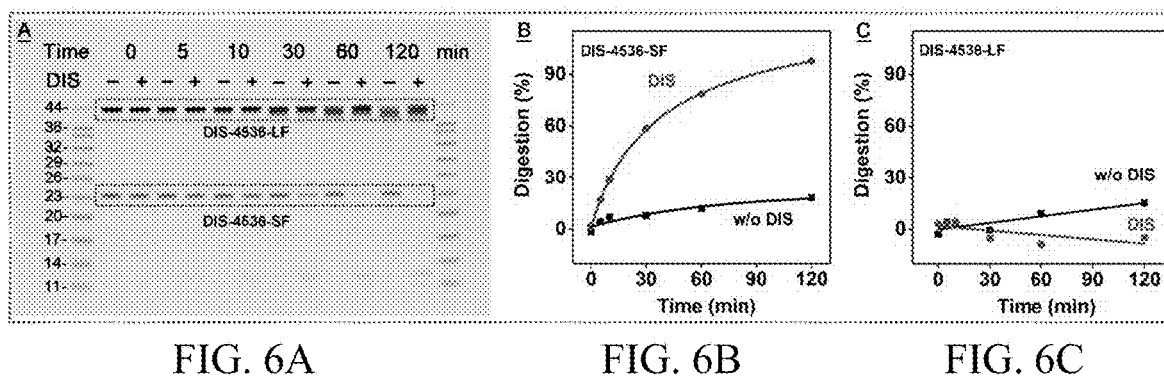 A
Time 0 5 10 30 60 120 min
DIS – + – + – + – + – + – +
44-
DIS-4536-LF
36-
32-
29-
26-
23-
DIS-4536-SF
20-
17-
14-
11-
B
DIS-4536-SF
DIS
w/o DIS
Digestion (%)
90
60
30
0
0 30 60 90 120
Time (min)
C
DIS-4536-LF
w/o DIS
DIS
Digestion (%)
90
60
30
0
0 30 60 90 120
Time (min)
FIG. 6A FIG. 6B FIG. 6C